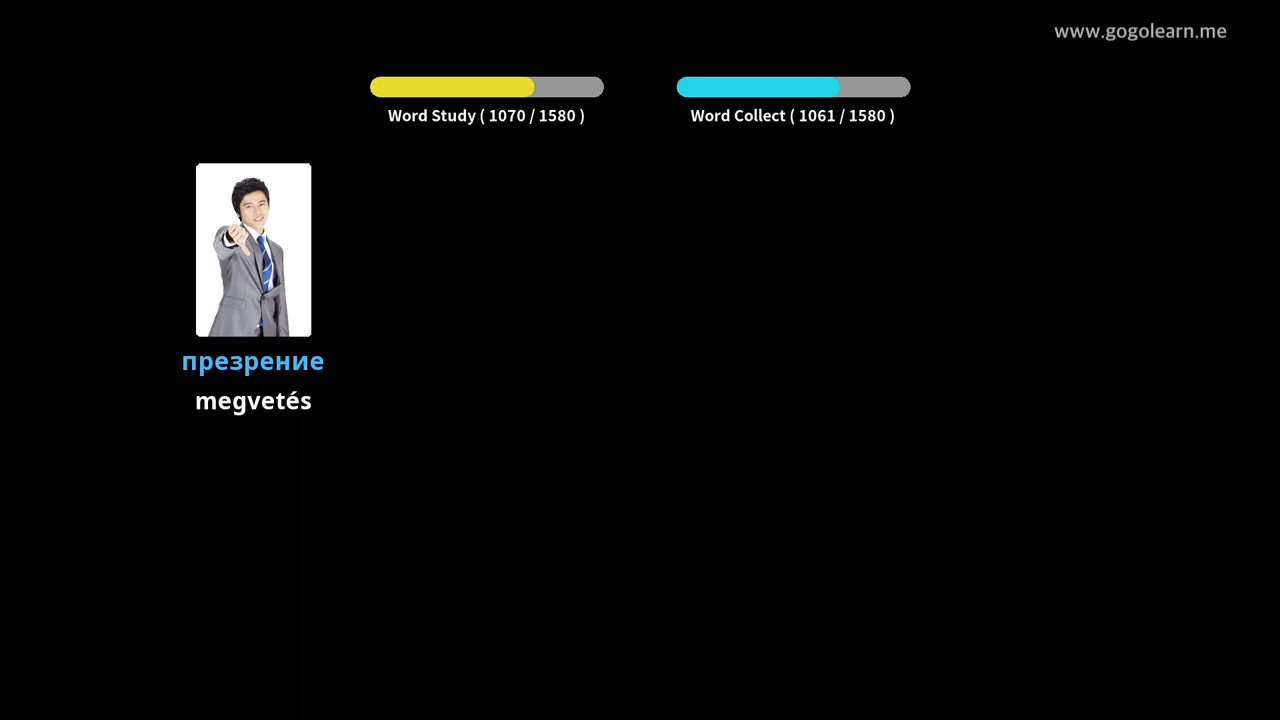 www.gogolearn.me
Word Study ( 1070 / 1580 )
Word Collect ( 1061 / 1580 )
презрение
megvetés